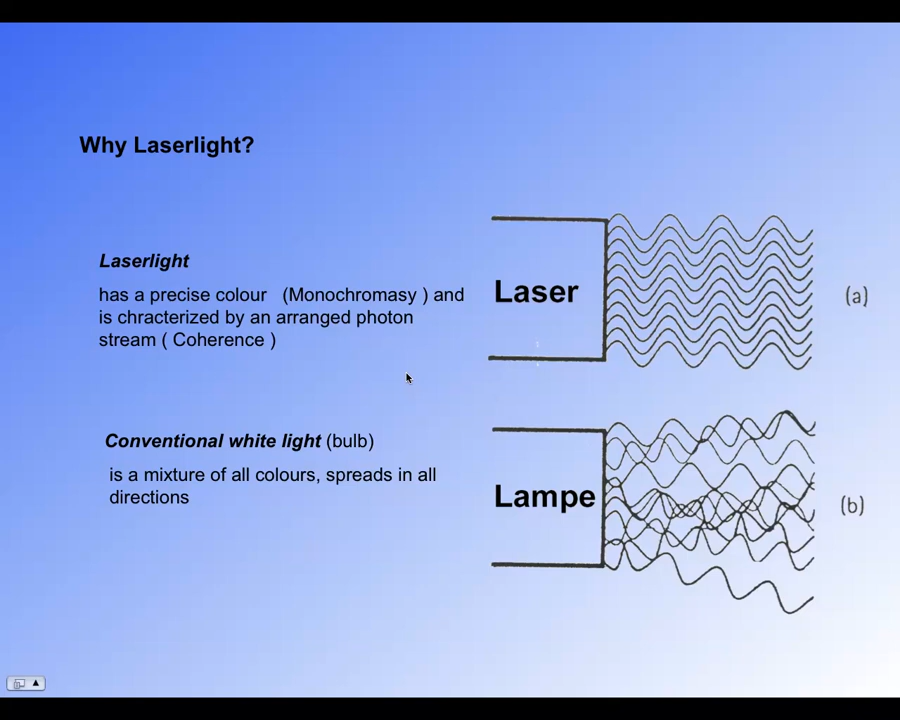 Why Laserlight?
Laserlight
has a precise colour (Monochromasy ) and
is chracterized by an arranged photon
stream ( Coherence )
Laser
(a)
Conventional white light (bulb)
is a mixture of all colours, spreads in all
directions
Lampe
(b)